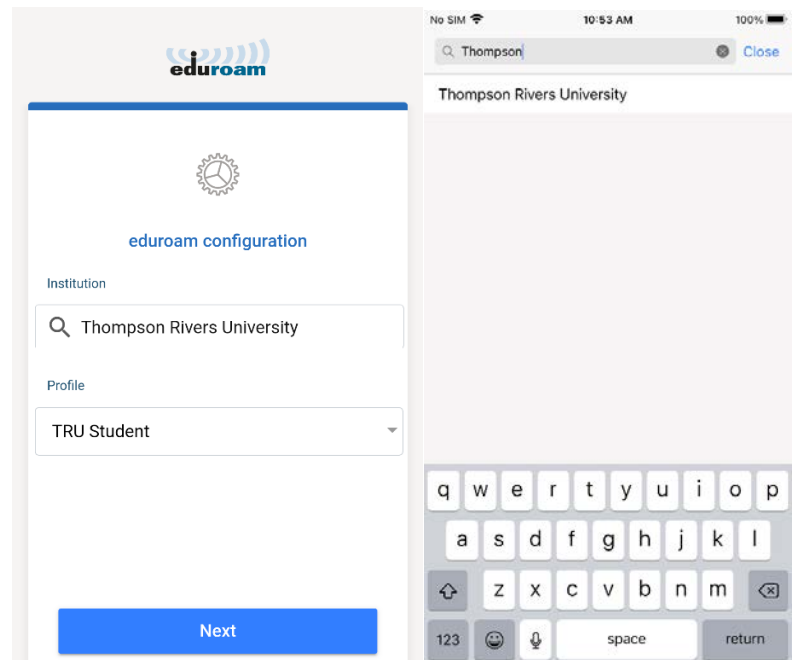 eduroam
eduroam configuration
Institution
Thompson Rivers University
Profile
TRU Student
Next
No SIM 10:53 AM 100%
Thompson Close
Thompson Rivers University
q w e r t y u i o p
a s d f g h j k l
z x c v b n m
123 space return